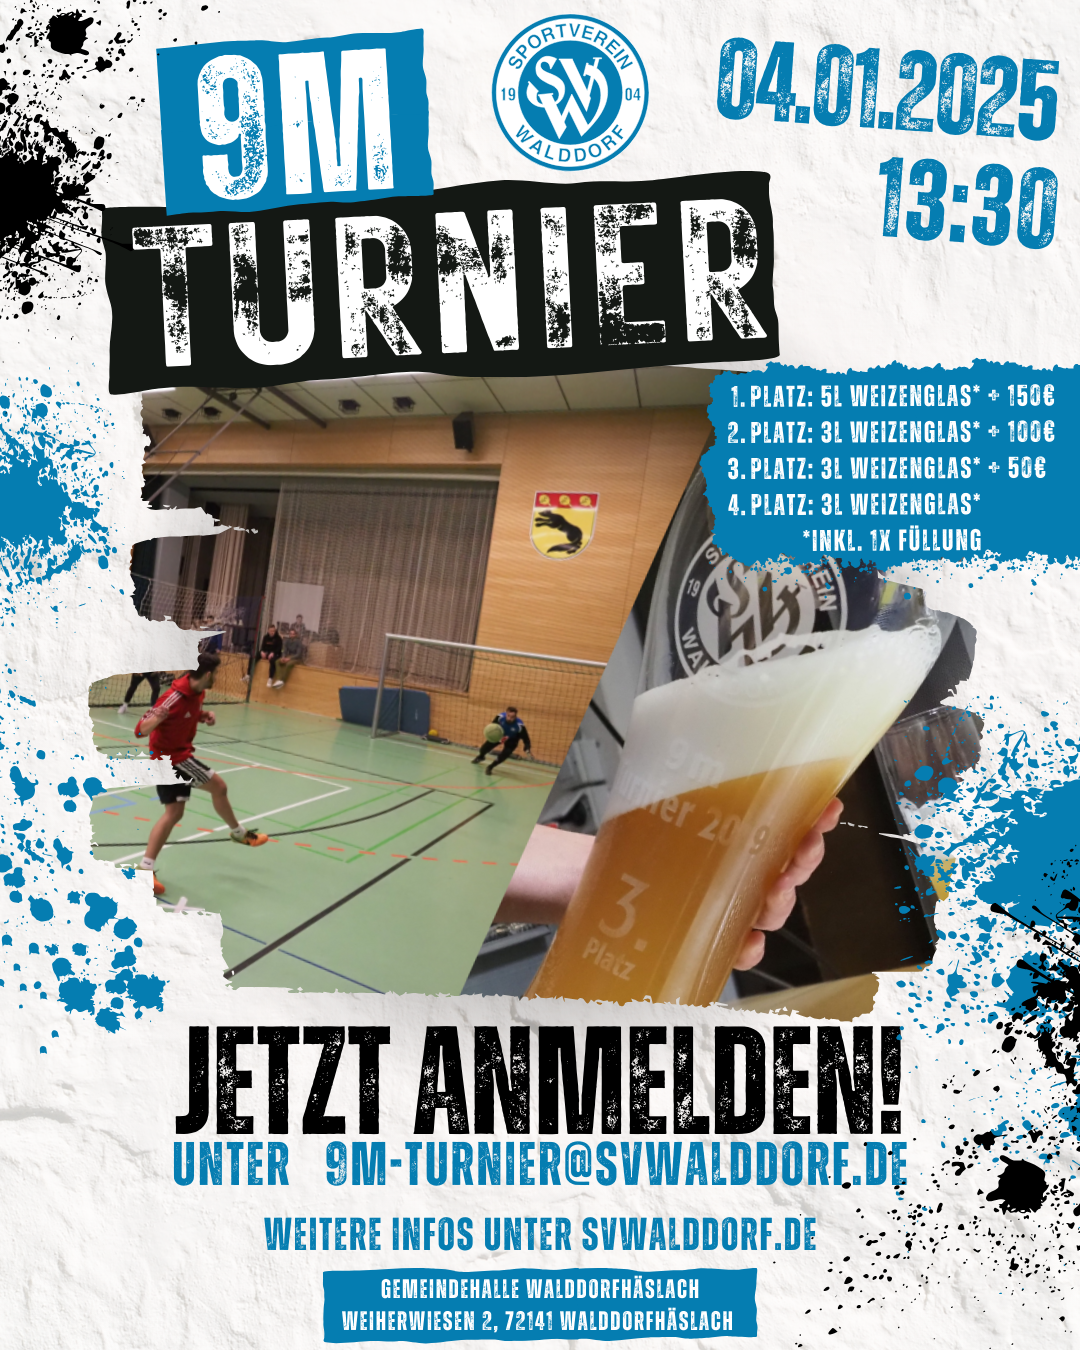 9M
TURNIER
SPORTVEREIN
19 04
SVW
WALDDORF
04.01.2025
13:30
1. PLATZ: 5L WEIZENGLAS* + 150€
2. PLATZ: 3L WEIZENGLAS* + 100€
3. PLATZ: 3L WEIZENGLAS* + 50€
4. PLATZ: 3L WEIZENGLAS*
*INKL. 1X FÜLLUNG
19
3.
Platz
JETZT ANMELDEN!
UNTER 9M-TURNIER@SVWALDDORF.DE
WEITERE INFOS UNTER SVWALDDORF.DE
GEMEINDEHALLE WALDDORFHÄSLACH
WEIHERWIESEN 2, 72141 WALDDORFHÄSLACH